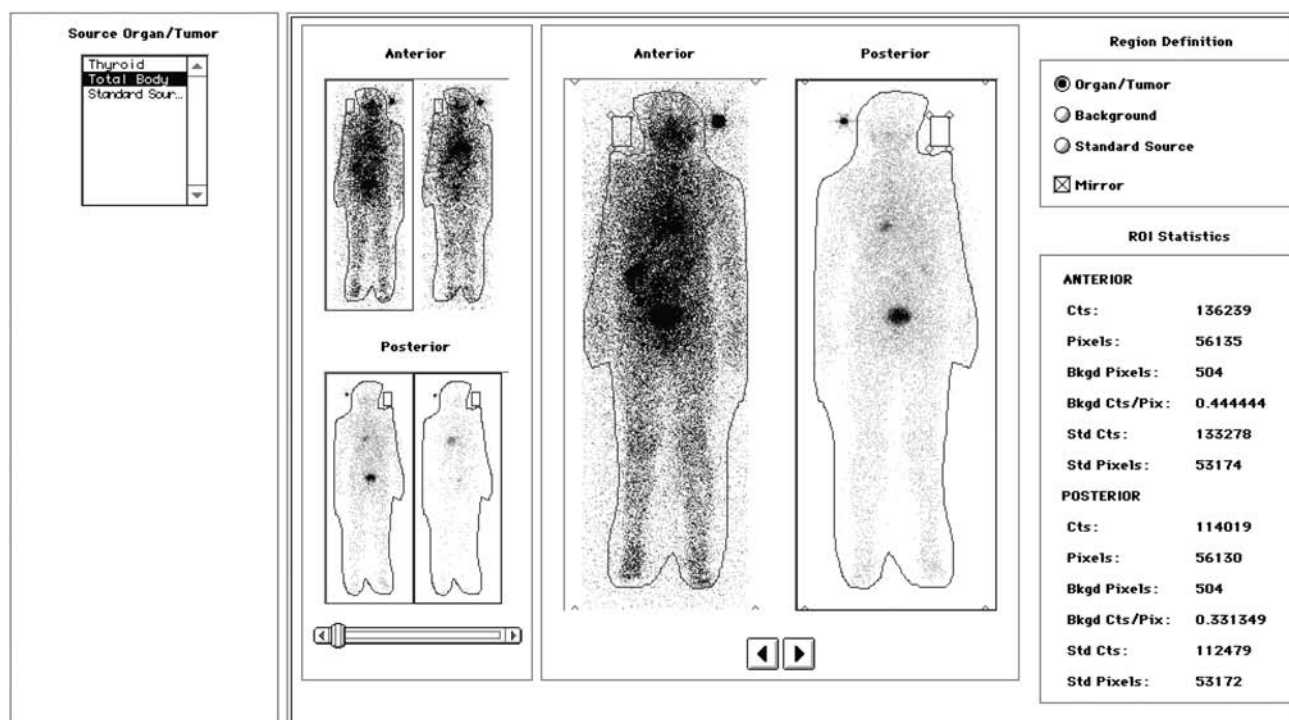 Source Organ/Tumor
Thyroid
Total Body
Standard Sour...
Anterior
Posterior
Anterior
Posterior
Region Definition
Organ/Tumor
Background
Standard Source
Mirror
ROI Statistics
ANTERIOR
Cts: 136239
Pixels: 56135
Bkgd Pixels: 504
Bkgd Cts/Pix: 0.444444
Std Cts: 133278
Std Pixels: 53174
POSTERIOR
Cts: 114019
Pixels: 56130
Bkgd Pixels: 504
Bkgd Cts/Pix: 0.331349
Std Cts: 112479
Std Pixels: 53172